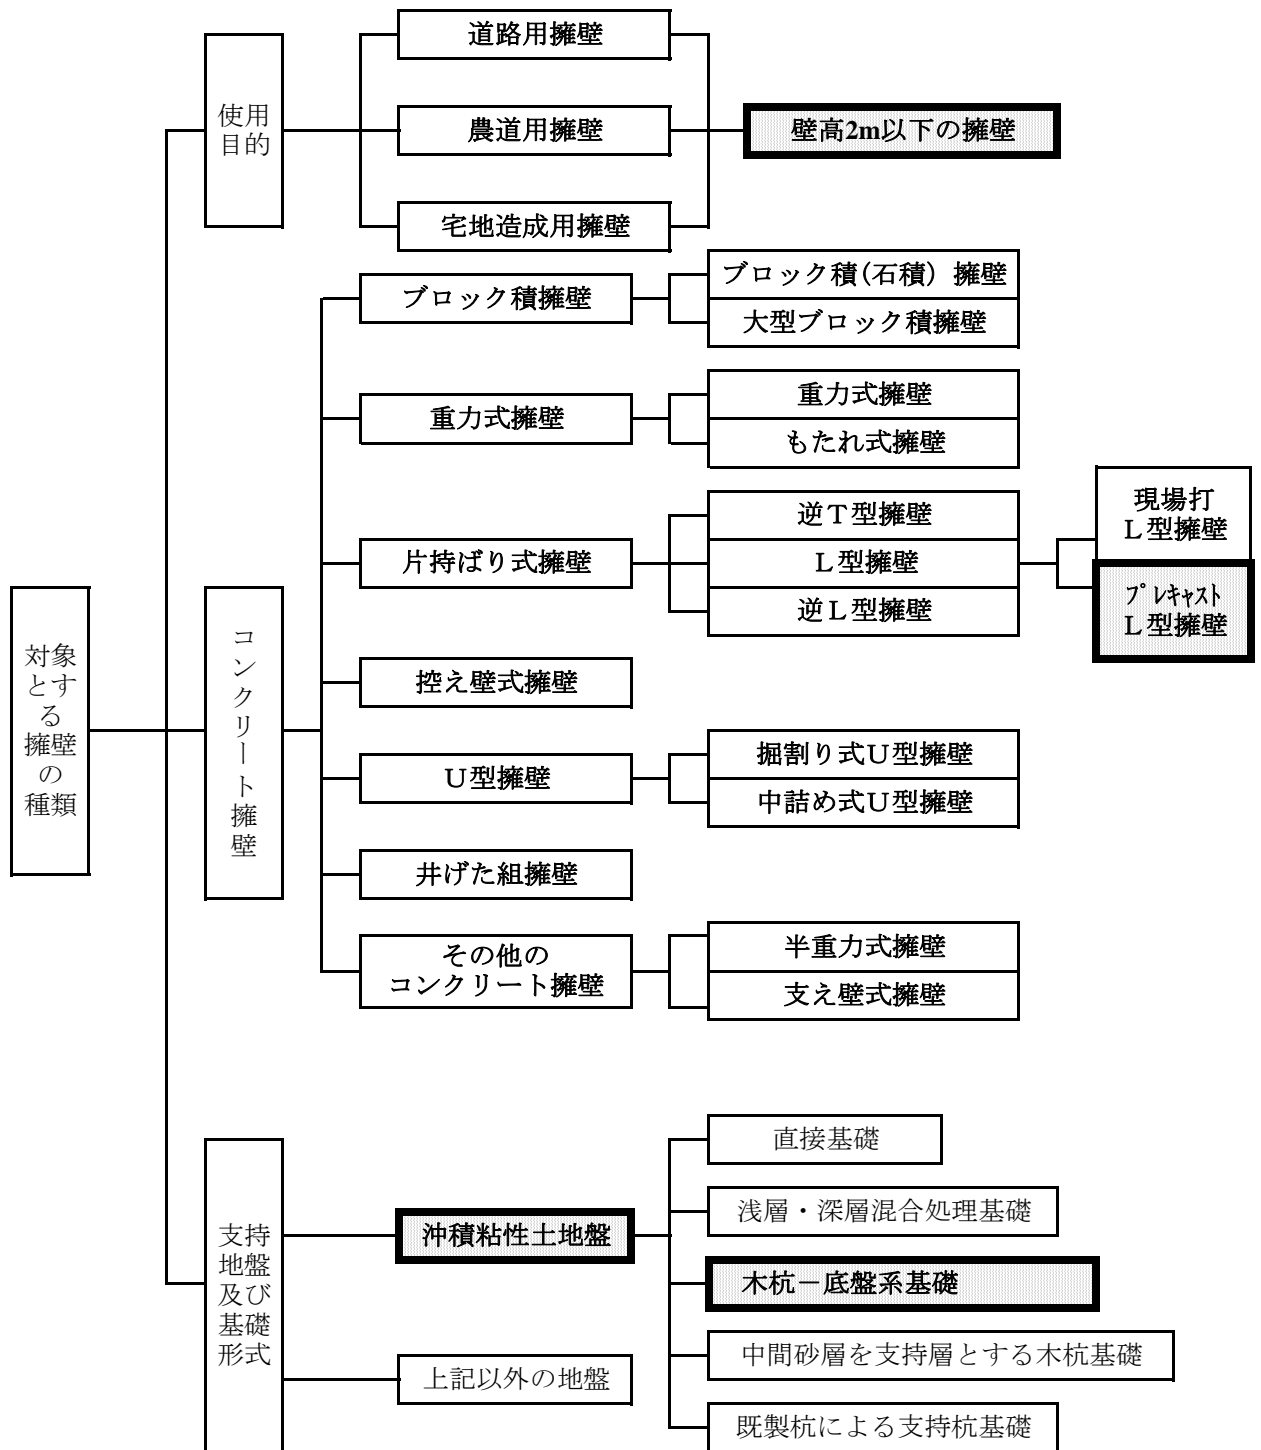 道路用擁壁
使用
目的
農道用擁壁
壁高2m以下の擁壁
宅地造成用擁壁
ブロック積擁壁
ブロック積(石積）擁壁
大型ブロック積擁壁
重力式擁壁
重力式擁壁
もたれ式擁壁
片持ばり式擁壁
逆Ｔ型擁壁
Ｌ型擁壁
逆Ｌ型擁壁
現場打
Ｌ型擁壁
ﾌﾟﾚｷｬｽﾄ
Ｌ型擁壁
対象
とす
る
擁壁
の
種類
コンクリート擁壁
控え壁式擁壁
Ｕ型擁壁
掘割り式Ｕ型擁壁
中詰め式Ｕ型擁壁
井げた組擁壁
その他の
コンクリート擁壁
半重力式擁壁
支え壁式擁壁
支持
地盤
及び
基礎
形式
沖積粘性土地盤
上記以外の地盤
直接基礎
浅層・深層混合処理基礎
木杭－底盤系基礎
中間砂層を支持層とする木杭基礎
既製杭による支持杭基礎